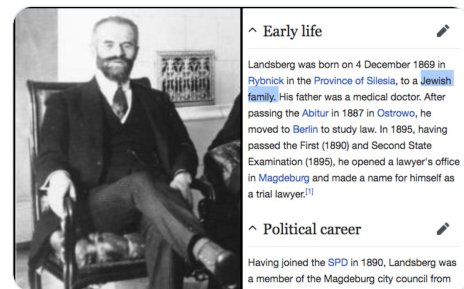 Early life
Landsberg was born on 4 December 1869 in
Rybnick in the Province of Silesia, to a Jewish
family. His father was a medical doctor. After
passing the Abitur in 1887 in Ostrowo, he
moved to Berlin to study law. In 1895, having
passed the First (1890) and Second State
Examination (1895), he opened a lawyer's office
in Magdeburg and made a name for himself as
a trial lawyer.[1]
Political career
Having joined the SPD in 1890, Landsberg was
a member of the Magdeburg city council from